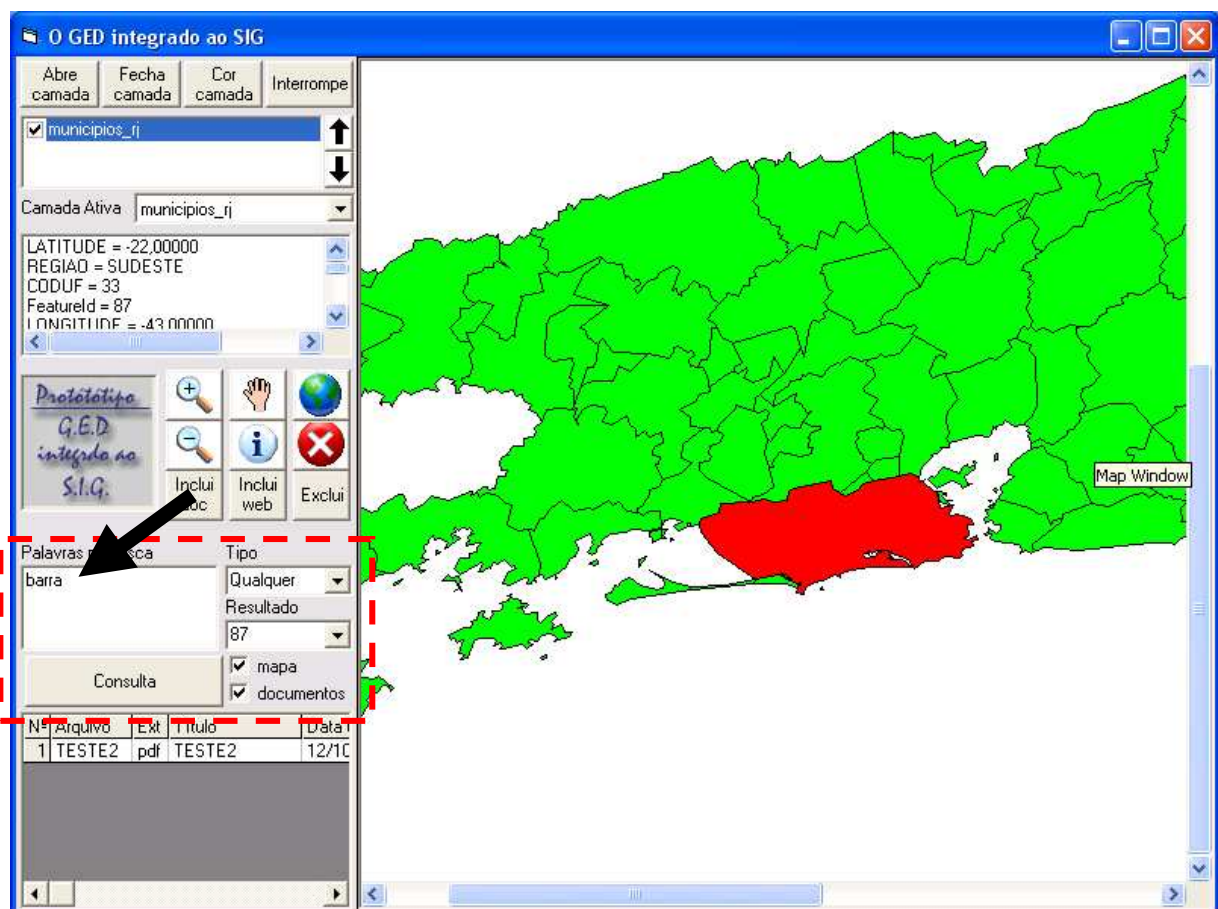 O GED integrado ao SIG
Abre camada
Fecha camada
Cor camada
Interrompe
municipios_rj
Camada Ativa municipios_rj
LATITUDE = -22,00000
REGIAO = SUDESTE
CODUF = 33
FeatureId = 87
LONGITUDE = -43,00000
Protótótipo
G.E.D
integrdo ao
S.I.G.
Inclui
Inclui web
Exclui
Palavras
Tipo
barra
Qualquer
Resultado
87
Consulta
mapa
documentos
Nº Arquivo Ext Título Data
1 TESTE2 pdf TESTE2 12/10
Map Window